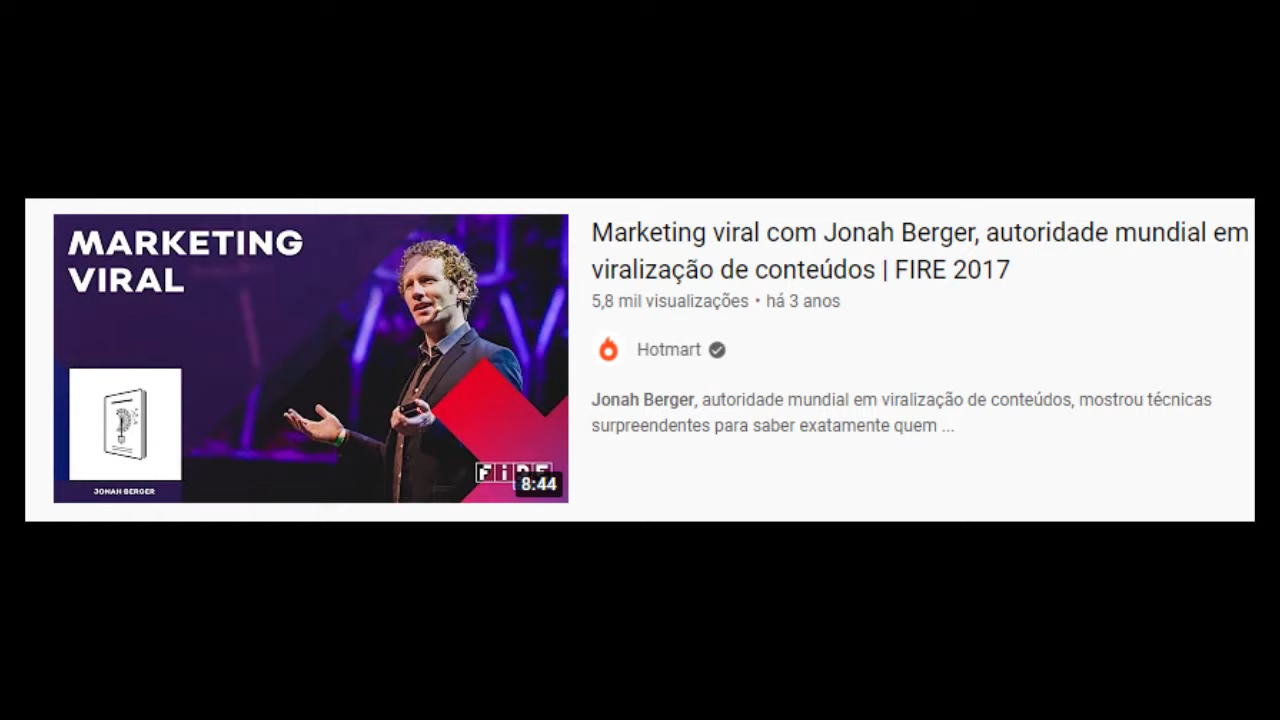 MARKETING
VIRAL
JONAH BERGER
8:44
Marketing viral com Jonah Berger, autoridade mundial em
viralização de conteúdos | FIRE 2017
5,8 mil visualizações • há 3 anos
Hotmart
Jonah Berger, autoridade mundial em viralização de conteúdos, mostrou técnicas
surpreendentes para saber exatamente quem ...